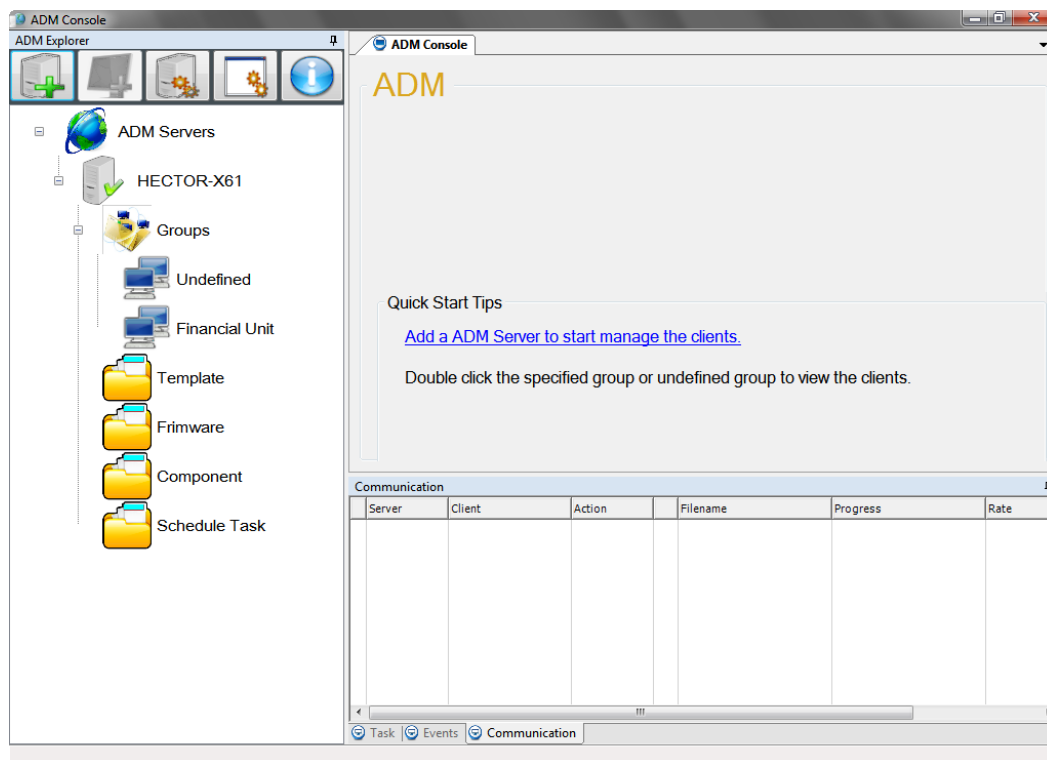 ADM Console
ADM Explorer
ADM Servers
HECTOR-X61
Groups
Undefined
Financial Unit
Template
Frimware
Component
Schedule Task
ADM Console
ADM
Quick Start Tips
Add a ADM Server to start manage the clients.
Double click the specified group or undefined group to view the clients.
Communication
Server Client Action Filename Progress Rate
Task Events Communication